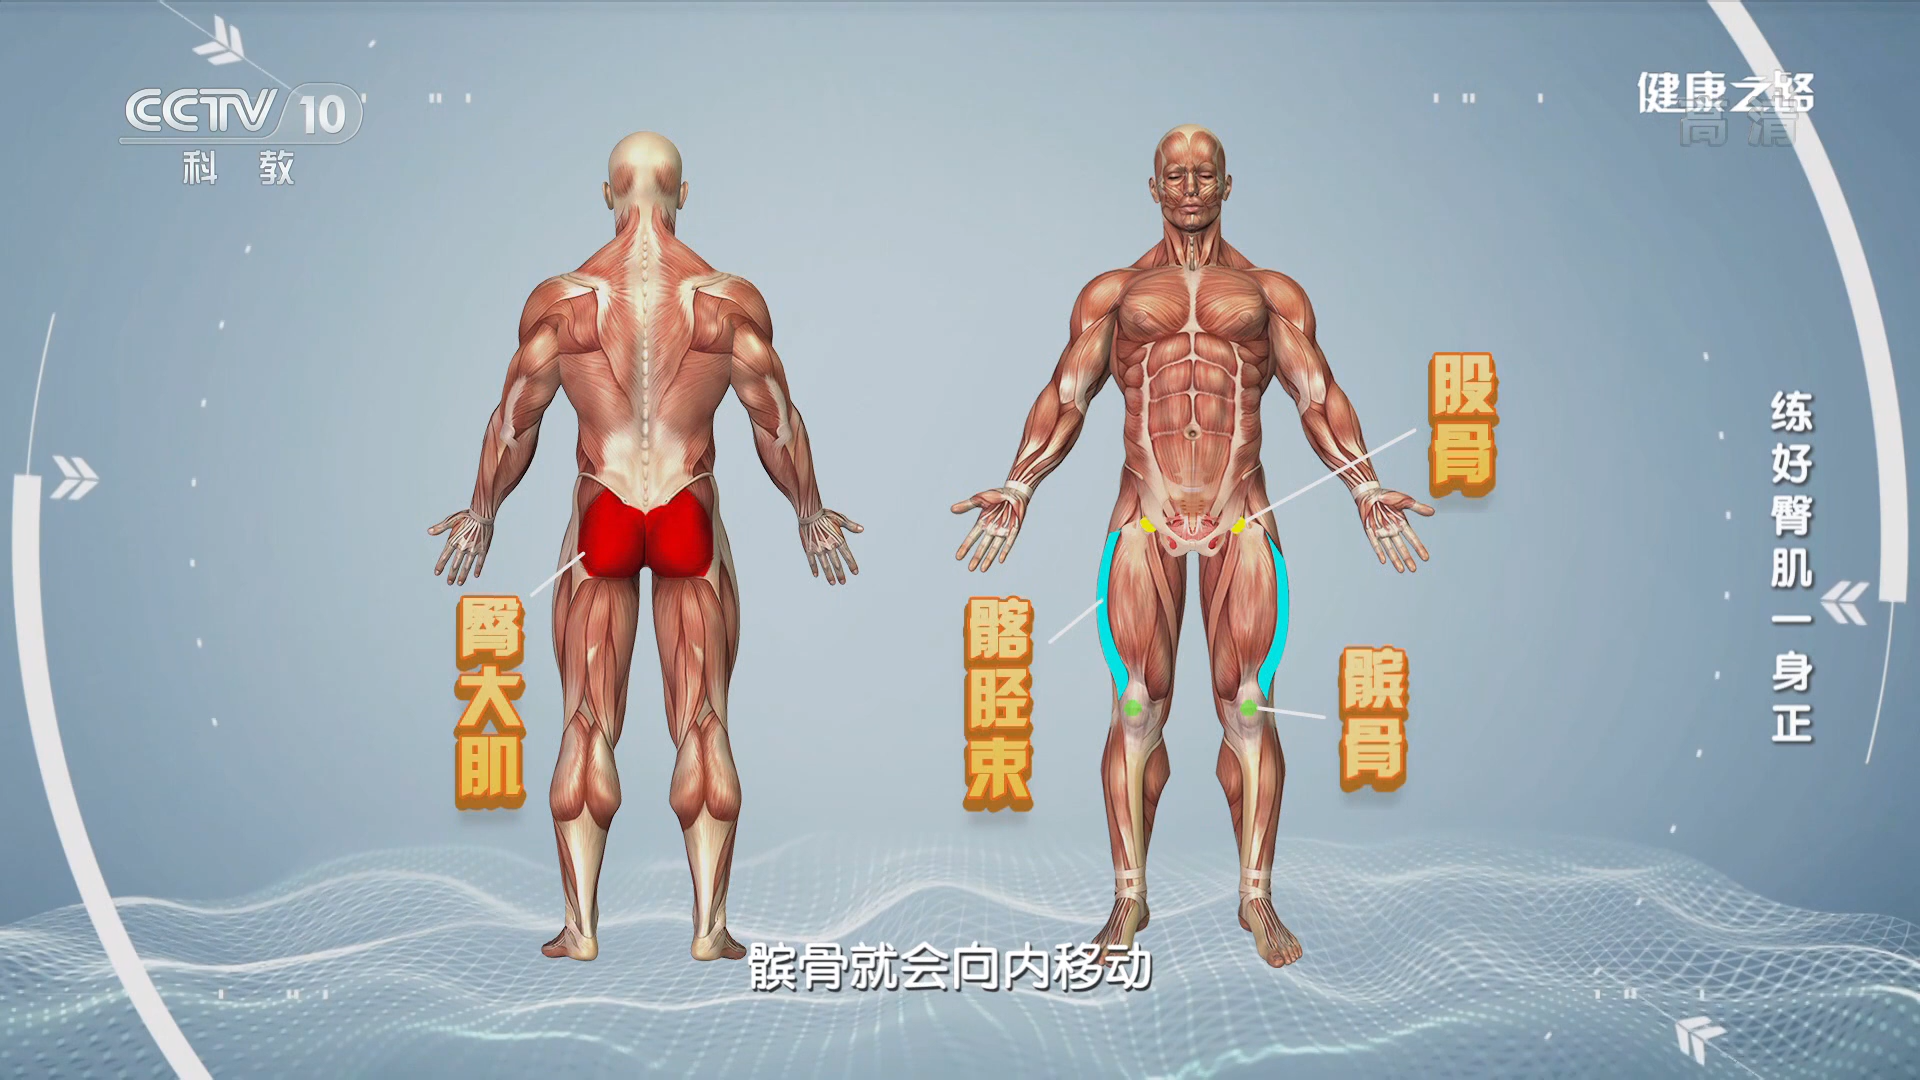 CCTV 10
科 教
健康之路
高清
股骨
臀大肌
髂胫束
髌骨
练好臀肌一身正
髌骨就会向内移动